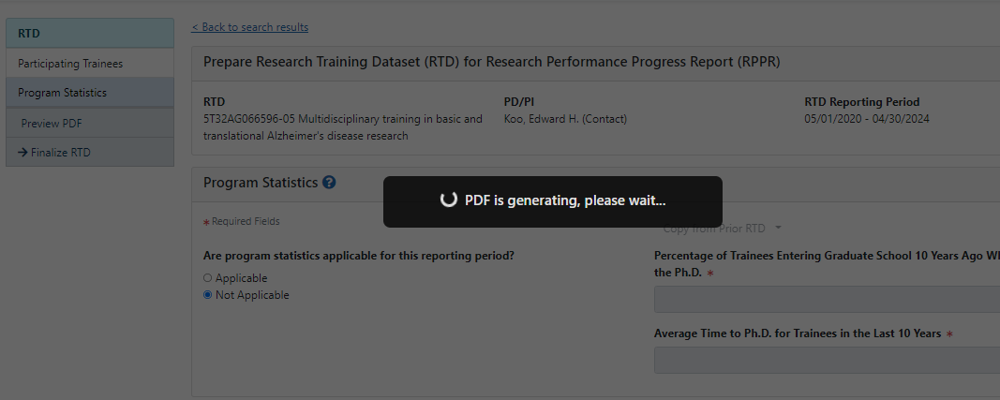 RTD
Participating Trainees
Program Statistics
Preview PDF
→ Finalize RTD
< Back to search results
Prepare Research Training Dataset (RTD) for Research Performance Progress Report (RPPR)
RTD
5T32AG066596-05 Multidisciplinary training in basic and
translational Alzheimer's disease research
PD/PI
Koo, Edward H. (Contact)
RTD Reporting Period
05/01/2020 - 04/30/2024
Program Statistics ?
PDF is generating, please wait...
* Required Fields
Copy from Prior RTD
Are program statistics applicable for this reporting period?
Applicable
Not Applicable
Percentage of Trainees Entering Graduate School 10 Years Ago Wh
the Ph.D. *
Average Time to Ph.D. for Trainees in the Last 10 Years *